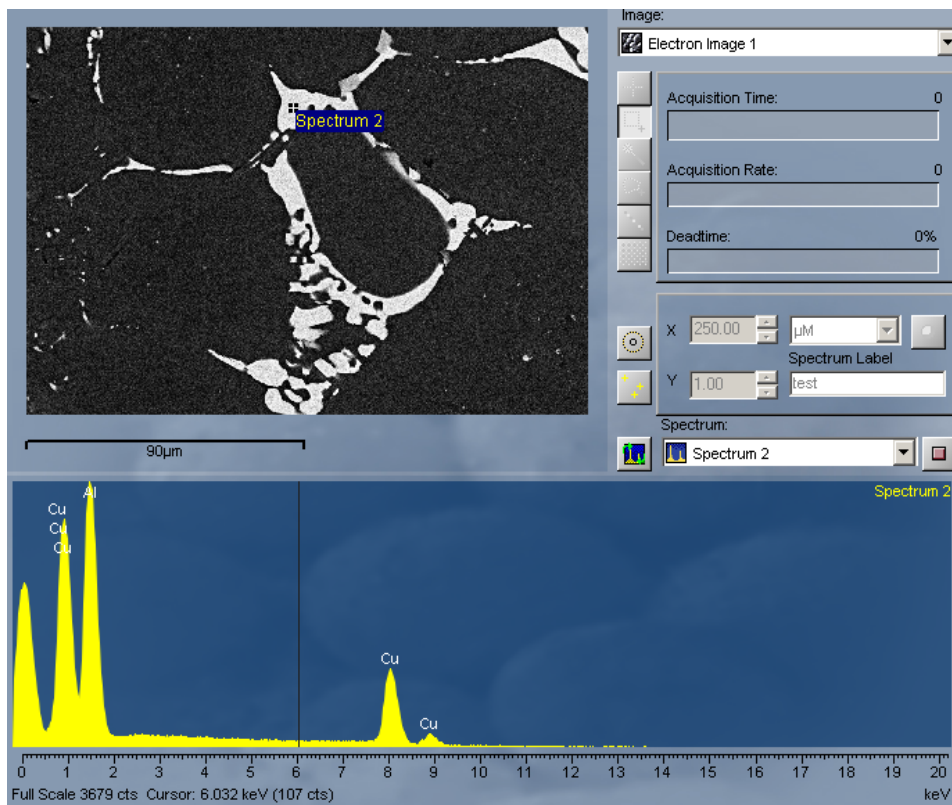 Image:
Electron Image 1
Spectrum 2
Acquisition Time: 0
Acquisition Rate: 0
Deadtime: 0%
X 250.00 µM
Spectrum Label
Y 1.00 test
90µm
Spectrum:
Spectrum 2
Spectrum 2
Al
Cu
Cu
Cu
Cu
Cu
0 1 2 3 4 5 6 7 8 9 10 11 12 13 14 15 16 17 18 19 20
Full Scale 3679 cts Cursor: 6.032 keV (107 cts) keV